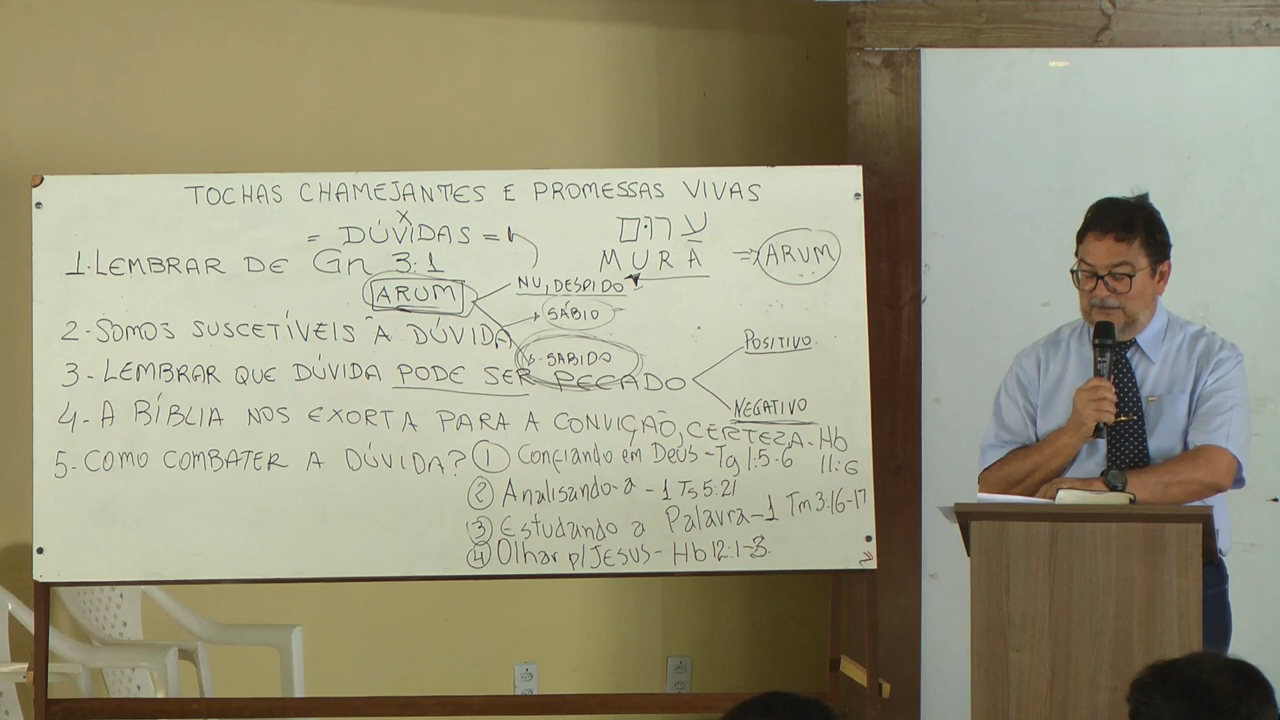 TOCHAS CHAMEJANTES E PROMESSAS VIVAS
X
= DÚVIDAS =
ערום
MURA => ARUM
1. LEMBRAR DE Gn 3:1
ARUM
NU, DESPIDO
SÁBIO
SABIDO
2-SOMOS SUSCETÍVEIS À DÚVIDA
3-LEMBRAR QUE DÚVIDA PODE SER PECADO
POSITIVO
NEGATIVO
4-A BÍBLIA NOS EXORTA PARA A CONVIÇÃO, CERTEZA-Hb 11:6
5-COMO COMBATER A DÚVIDA? 1 Confiando em Deus-Tg 1:5-6
2 Analisando-a -1 Ts 5:21
3 Estudando a Palavra-1 Tm 3:16-17
4 Olhar p/JESUS-Hb 12:1-3